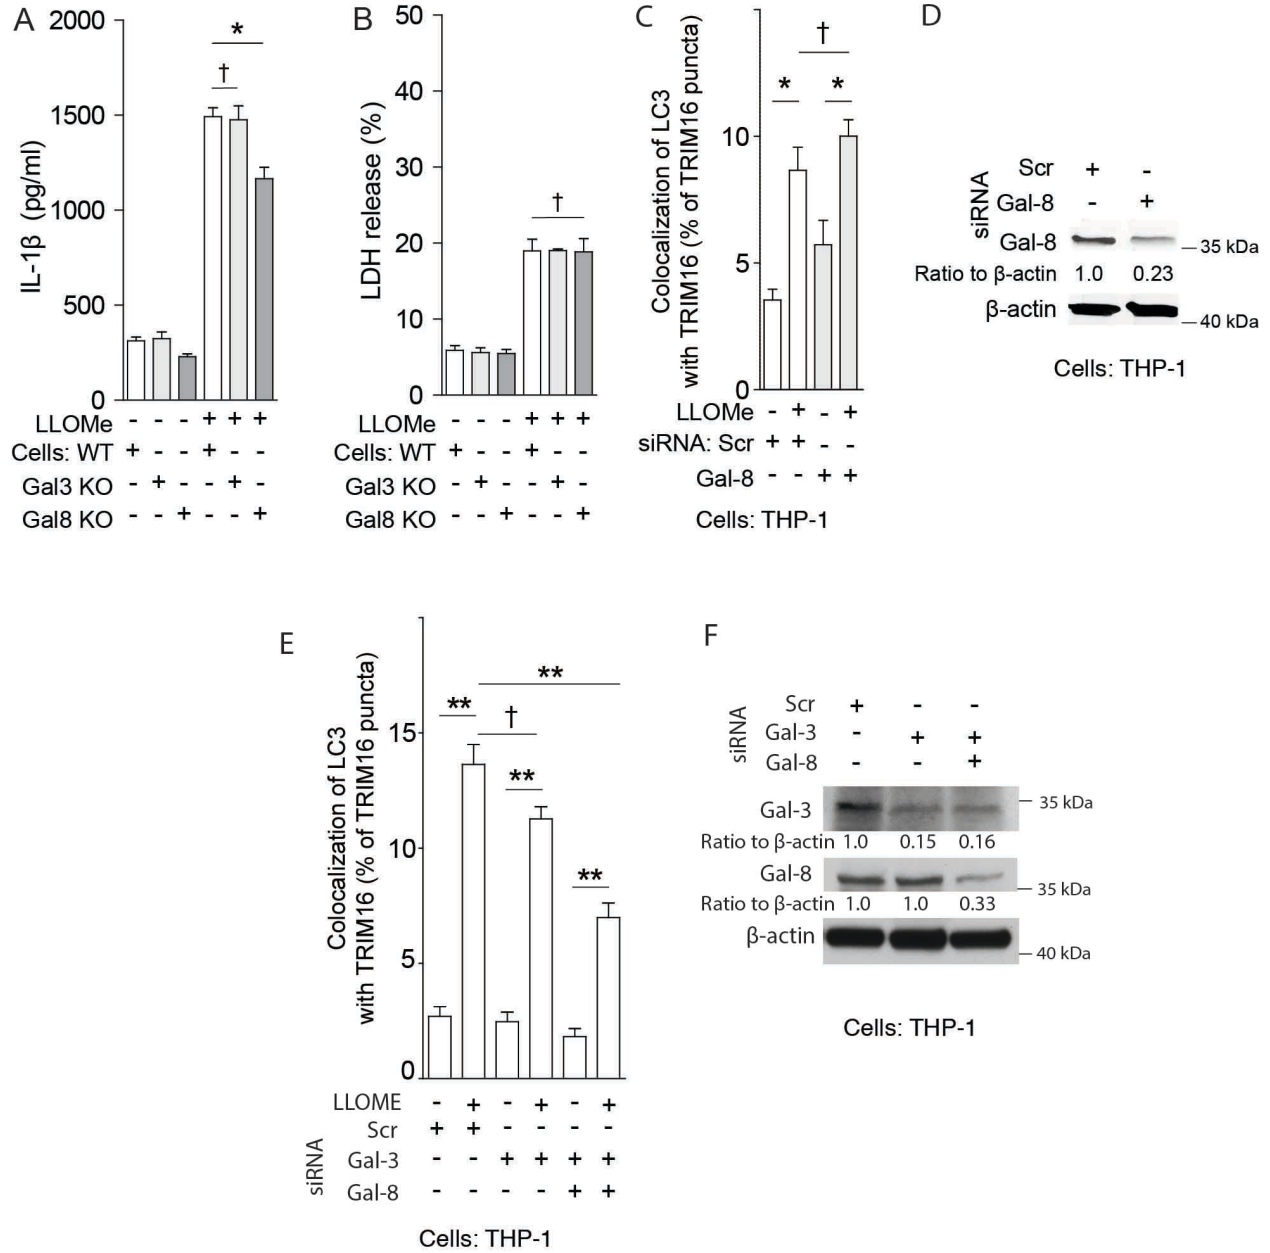 A
IL-1β (pg/ml)
2000
1500
1000
500
0
*
†
LLOMe - - - + + +
Cells: WT + - - + - -
Gal3 KO - + - - + -
Gal8 KO - - + - - +
B
LDH release (%)
50
40
30
20
10
0
†
LLOMe - - - + + +
Cells: WT + - - + - -
Gal3 KO - + - - + -
Gal8 KO - - + - - +
C
Colocalization of LC3
with TRIM16 (% of TRIM16 puncta)
10
5
0
†
* *
LLOMe - + - +
siRNA: Scr + + - -
Gal-8 - - + +
Cells: THP-1
D
siRNA
Scr + -
Gal-8 - +
Gal-8 35 kDa
Ratio to β-actin 1.0 0.23
β-actin 40 kDa
Cells: THP-1
E
Colocalization of LC3
with TRIM16 (% of TRIM16 puncta)
15
10
5
0
**
** †
**
**
LLOME - + - + - +
siRNA
Scr + + - - - -
Gal-3 - - + + + +
Gal-8 - - - - + +
Cells: THP-1
F
siRNA
Scr + - -
Gal-3 - + +
Gal-8 - - +
Gal-3 35 kDa
Ratio to β-actin 1.0 0.15 0.16
Gal-8 35 kDa
Ratio to β-actin 1.0 1.0 0.33
β-actin 40 kDa
Cells: THP-1